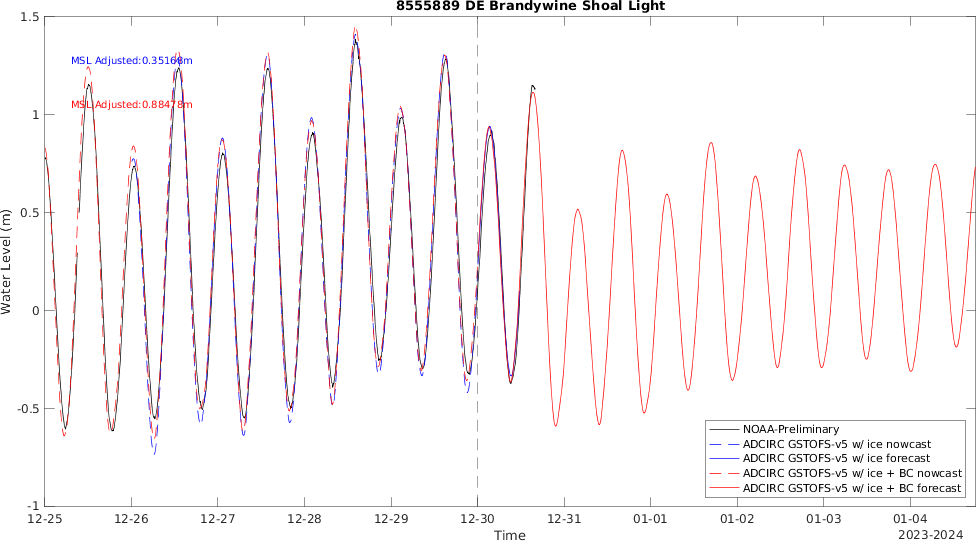 8555889 DE Brandywine Shoal Light
1.5
MSL Adjusted:0.35168m
MSL Adjusted:0.88478m
1
0.5
0
-0.5
-1
Water Level (m)
NOAA-Preliminary
ADCIRC GSTOFS-v5 w/ ice nowcast
ADCIRC GSTOFS-v5 w/ ice forecast
ADCIRC GSTOFS-v5 w/ ice + BC nowcast
ADCIRC GSTOFS-v5 w/ ice + BC forecast
12-25 12-26 12-27 12-28 12-29 12-30 12-31 01-01 01-02 01-03 01-04
Time
2023-2024